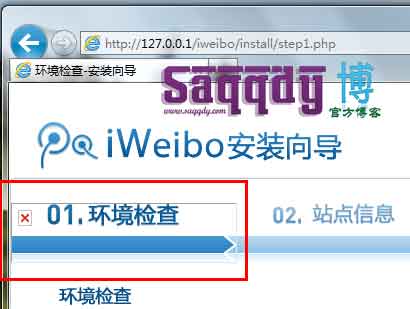 http://127.0.0.1/iweibo/install/step1.php
环境检查-安装向导
saqqdy 博
www.saqqdy.com
官方博客
iWeibo安装向导
01.环境检查
02.站点信息
环境检查